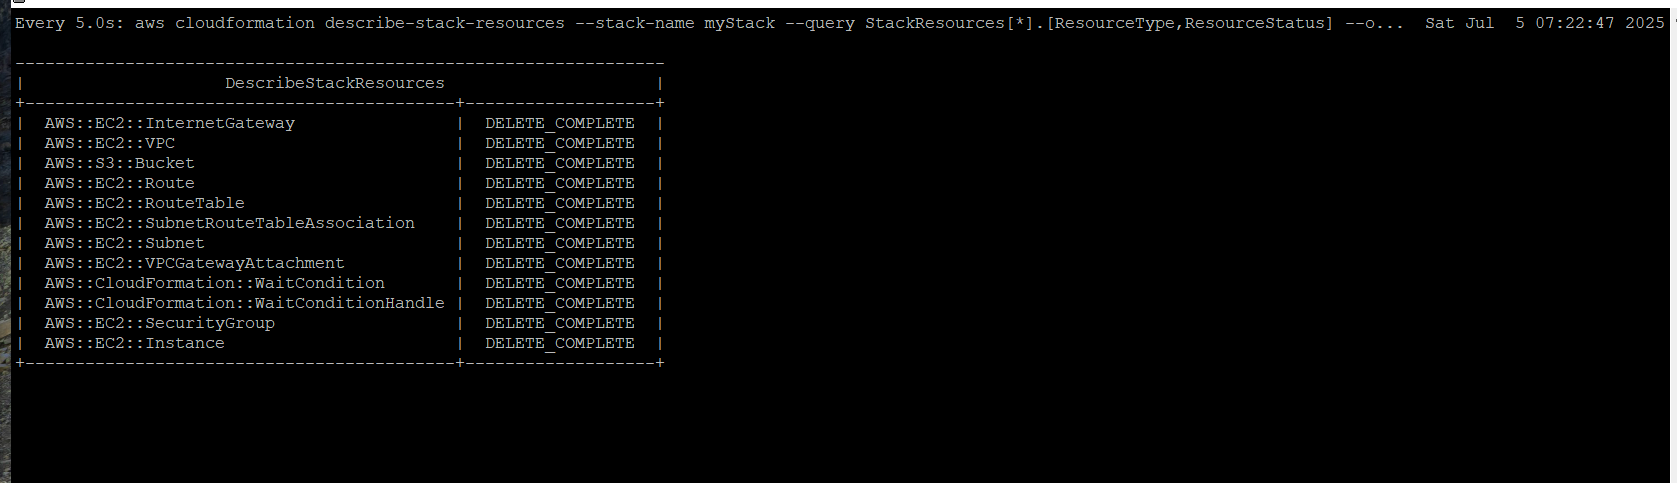 Every 5.0s: aws cloudformation describe-stack-resources --stack-name myStack --query StackResources[*].[ResourceType,ResourceStatus] --o...  Sat Jul  5 07:22:47 2025

-----------------------------------------------------------------
|                    DescribeStackResources                     |
+-------------------------------------------+-------------------+
|  AWS::EC2::InternetGateway                |  DELETE_COMPLETE  |
|  AWS::EC2::VPC                            |  DELETE_COMPLETE  |
|  AWS::S3::Bucket                          |  DELETE_COMPLETE  |
|  AWS::EC2::Route                          |  DELETE_COMPLETE  |
|  AWS::EC2::RouteTable                     |  DELETE_COMPLETE  |
|  AWS::EC2::SubnetRouteTableAssociation    |  DELETE_COMPLETE  |
|  AWS::EC2::Subnet                         |  DELETE_COMPLETE  |
|  AWS::EC2::VPCGatewayAttachment           |  DELETE_COMPLETE  |
|  AWS::CloudFormation::WaitCondition       |  DELETE_COMPLETE  |
|  AWS::CloudFormation::WaitConditionHandle |  DELETE_COMPLETE  |
|  AWS::EC2::SecurityGroup                  |  DELETE_COMPLETE  |
|  AWS::EC2::Instance                       |  DELETE_COMPLETE  |
+-------------------------------------------+-------------------+